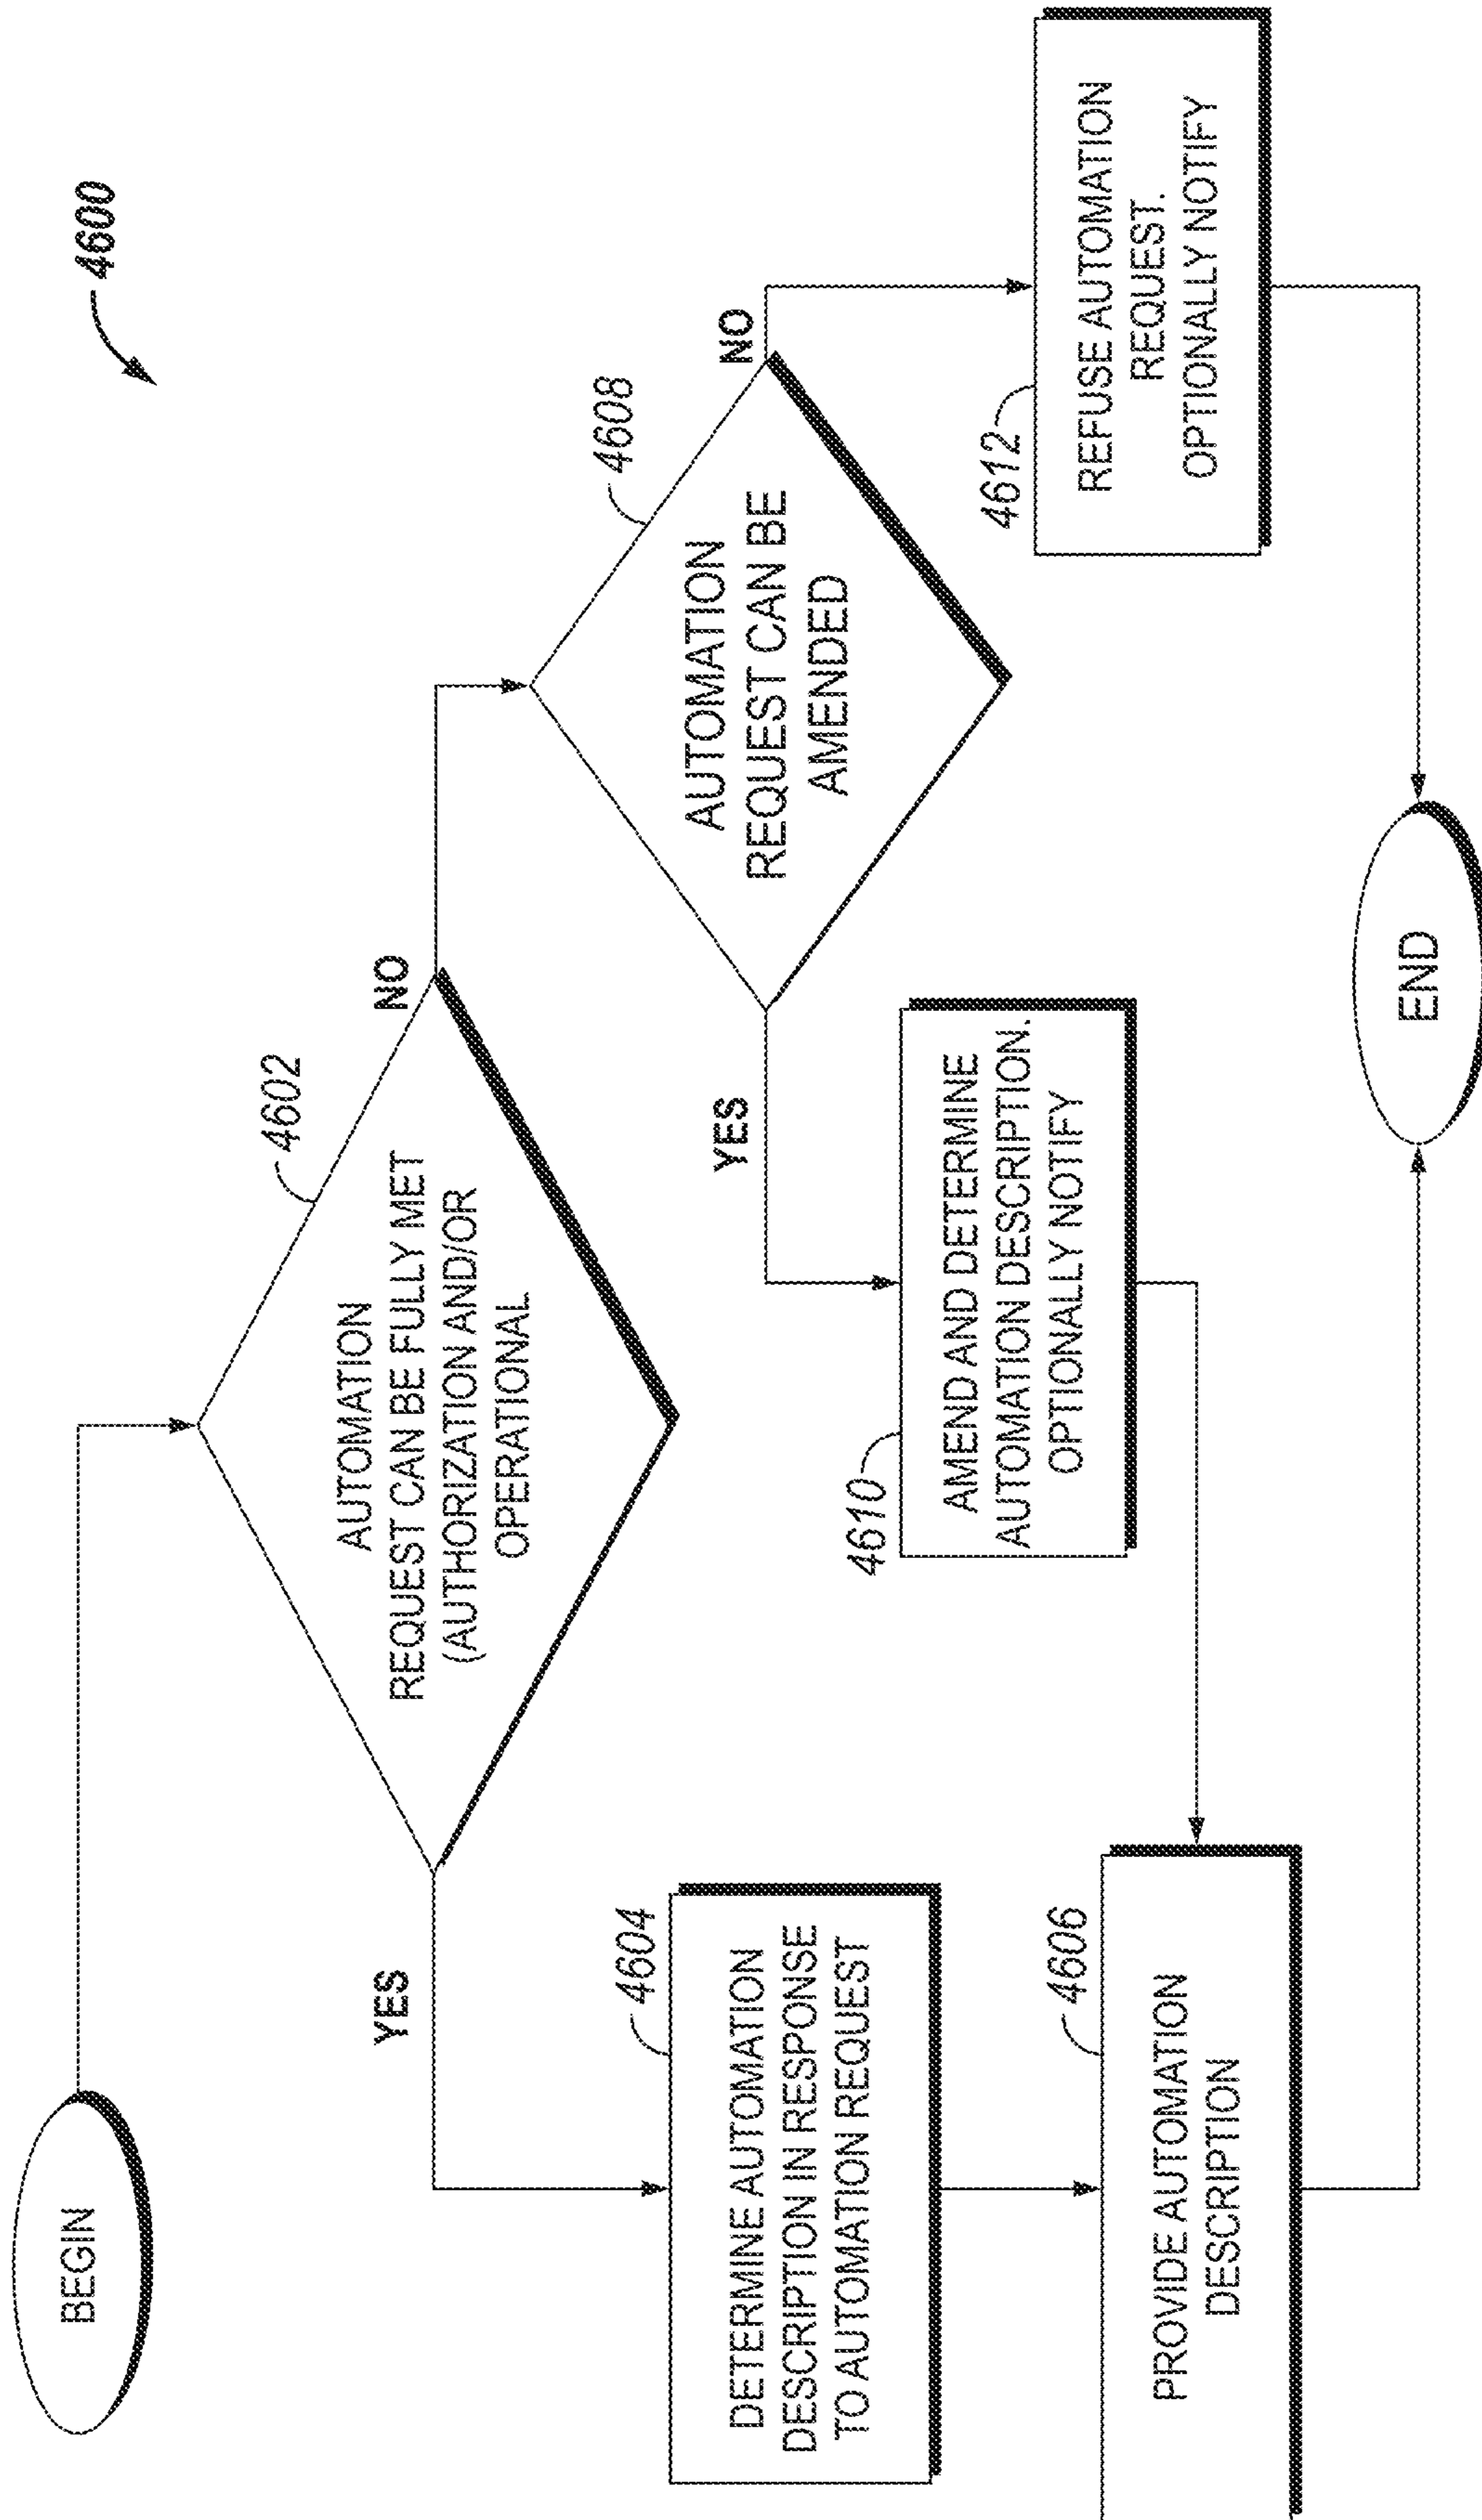 4600
BEGIN
4602
AUTOMATION
REQUEST CAN BE FULLY MET
(AUTHORIZATION AND/OR
OPERATIONAL
YES
NO
4604
DETERMINE AUTOMATION
DESCRIPTION IN RESPONSE
TO AUTOMATION REQUEST
4608
AUTOMATION
REQUEST CAN BE
AMENDED
YES
NO
4610
AMEND AND DETERMINE
AUTOMATION DESCRIPTION.
OPTIONALLY NOTIFY
4612
REFUSE AUTOMATION
REQUEST.
OPTIONALLY NOTIFY
4606
PROVIDE AUTOMATION
DESCRIPTION
END